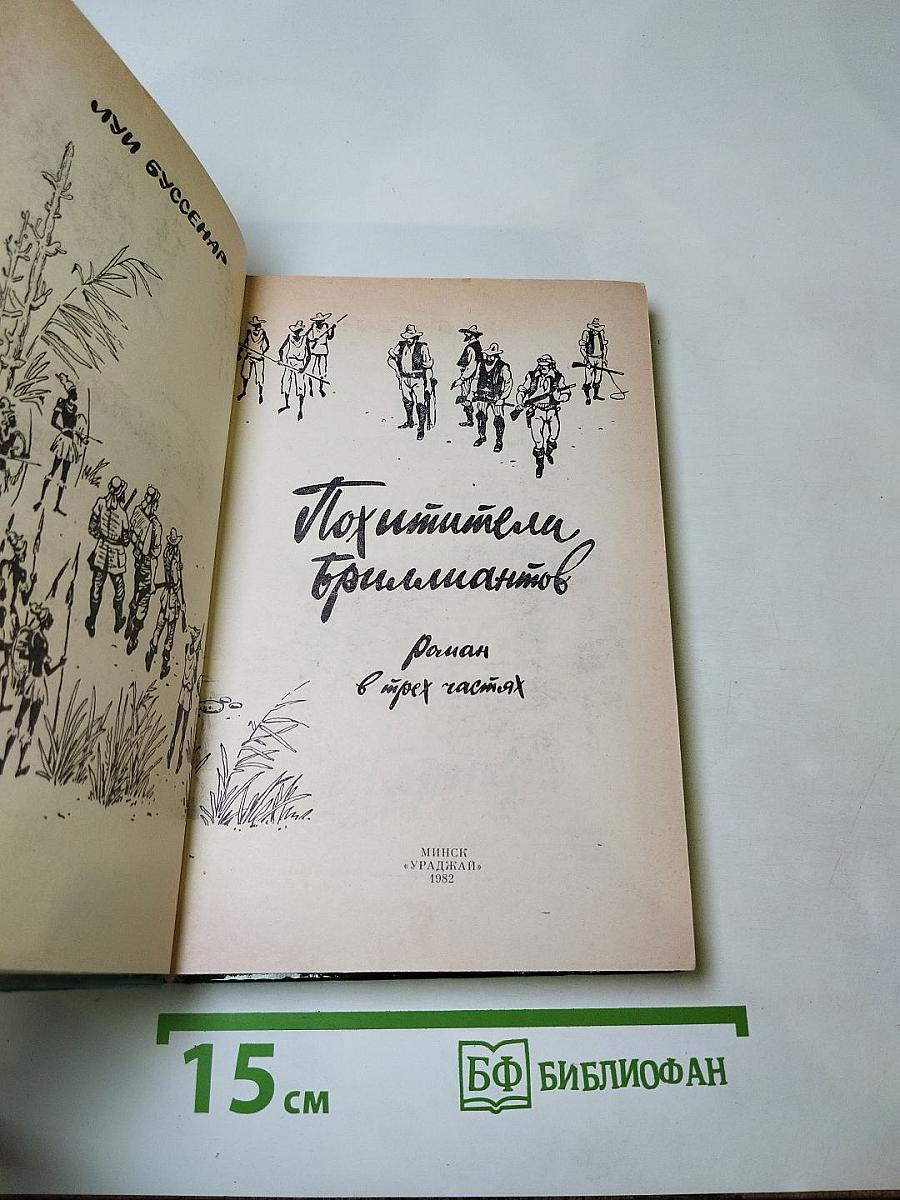 ЛУИ БУССЕНАР
Похитители
Бриллиантов
Роман
в трех частях
МИНСК
«УРАДЖАЙ»
1982
15 см
БФ БИБЛИОФАН